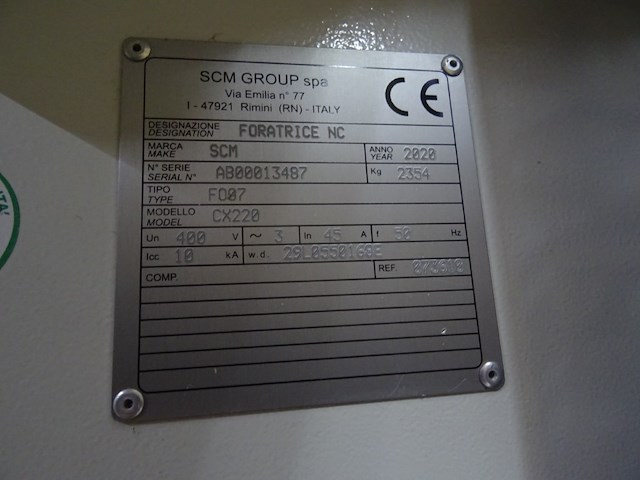 SCM GROUP spa
Via Emilia n° 77
I - 47921 Rimini (RN) - ITALY
CE
DESIGNAZIONE
DESIGNATION FORATRICE NC
MARCA
MAKE SCM ANNO
YEAR 2020
N° SERIE
SERIAL N° AB00013487 Kg 2354
TIPO
TYPE FO07
MODELLO
MODEL CX220
Un 400 V ~ 3 In 45 A f 50 Hz
Icc 10 kA w.d. 29L0550168E
COMP. REF.